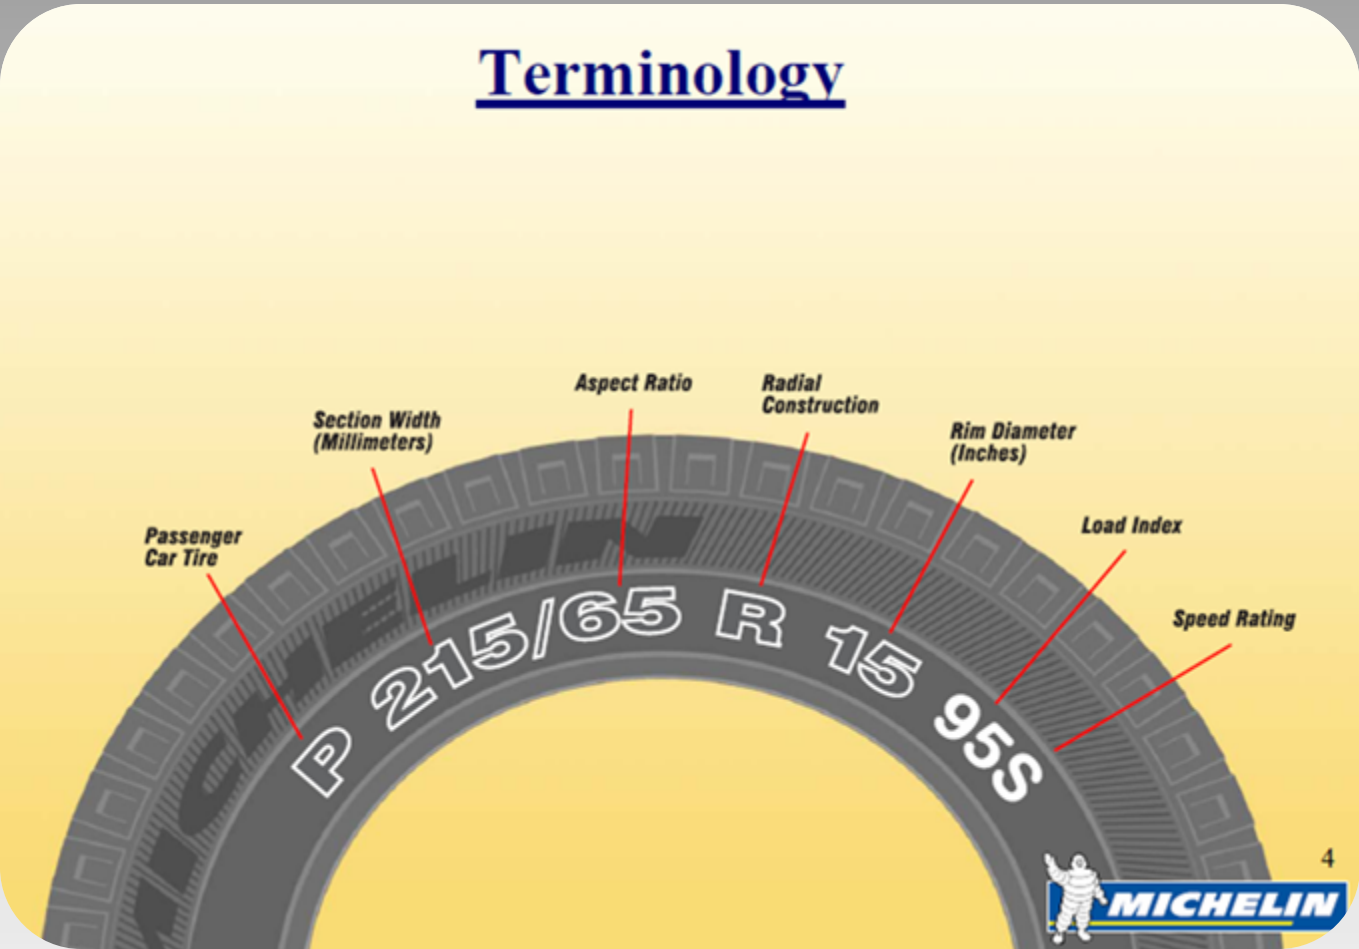 Terminology
Aspect Ratio
Radial
Construction
Section Width
(Millimeters)
Rim Diameter
(Inches)
Load Index
Passenger
Car Tire
Speed Rating
MICHELIN
P 215/65 R 15 95S
4
MICHELIN